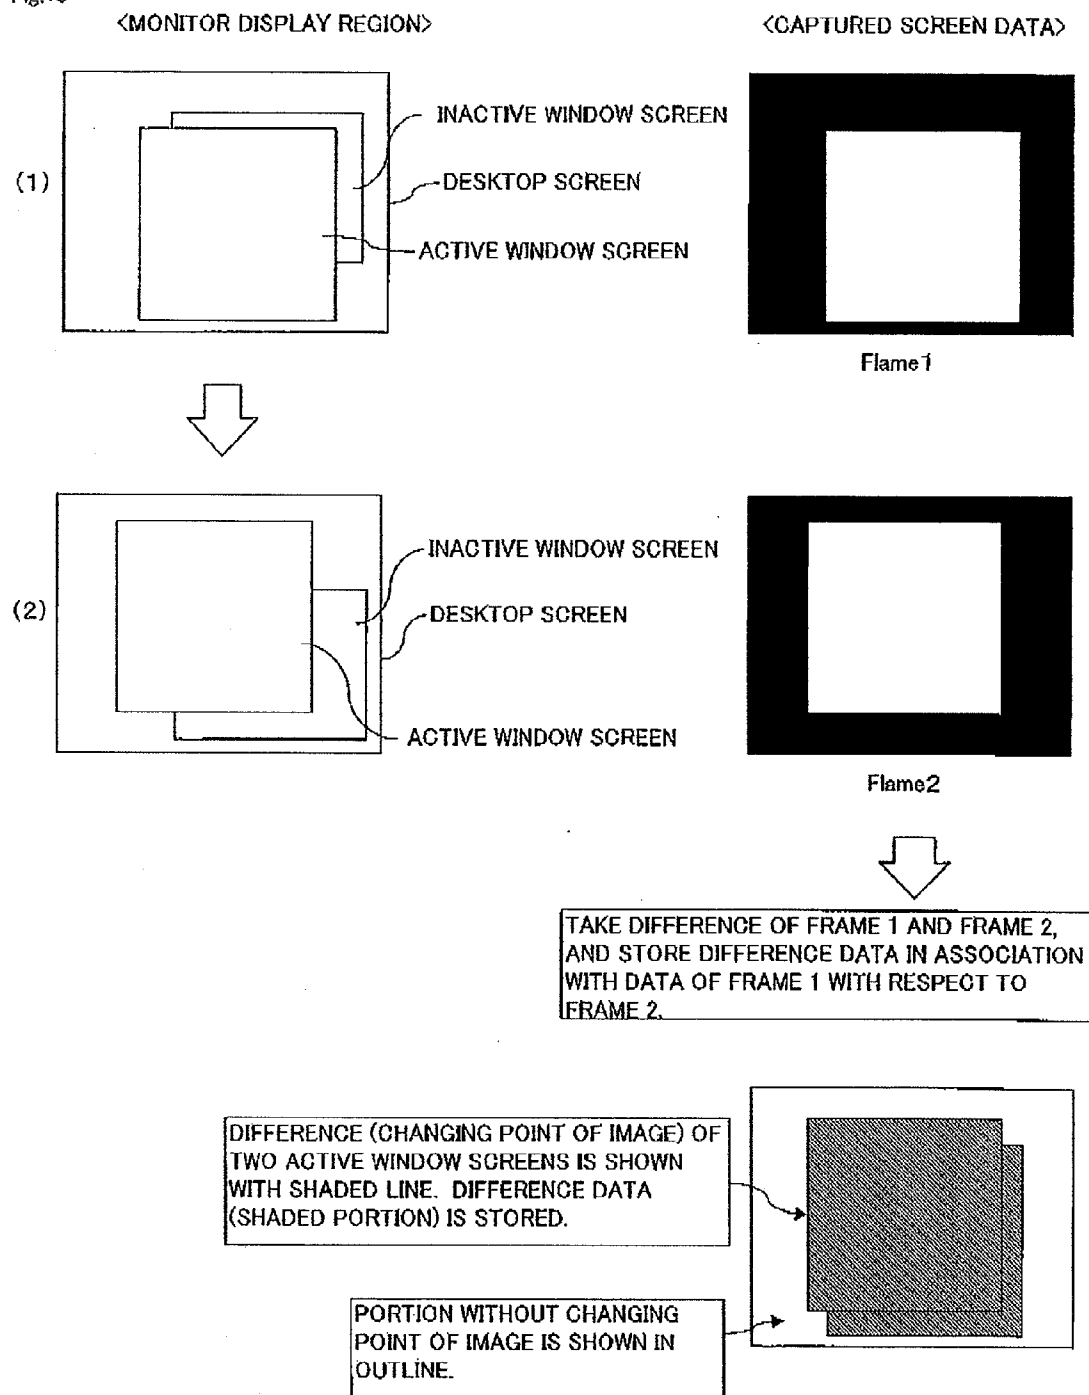 <MONITOR DISPLAY REGION>
<CAPTURED SCREEN DATA>
(1)
INACTIVE WINDOW SCREEN
DESKTOP SCREEN
ACTIVE WINDOW SCREEN
Flame1
(2)
INACTIVE WINDOW SCREEN
DESKTOP SCREEN
ACTIVE WINDOW SCREEN
Flame2
TAKE DIFFERENCE OF FRAME 1 AND FRAME 2,
AND STORE DIFFERENCE DATA IN ASSOCIATION
WITH DATA OF FRAME 1 WITH RESPECT TO
FRAME 2.
DIFFERENCE (CHANGING POINT OF IMAGE) OF
TWO ACTIVE WINDOW SCREENS IS SHOWN
WITH SHADED LINE. DIFFERENCE DATA
(SHADED PORTION) IS STORED.
PORTION WITHOUT CHANGING
POINT OF IMAGE IS SHOWN IN
OUTLINE.